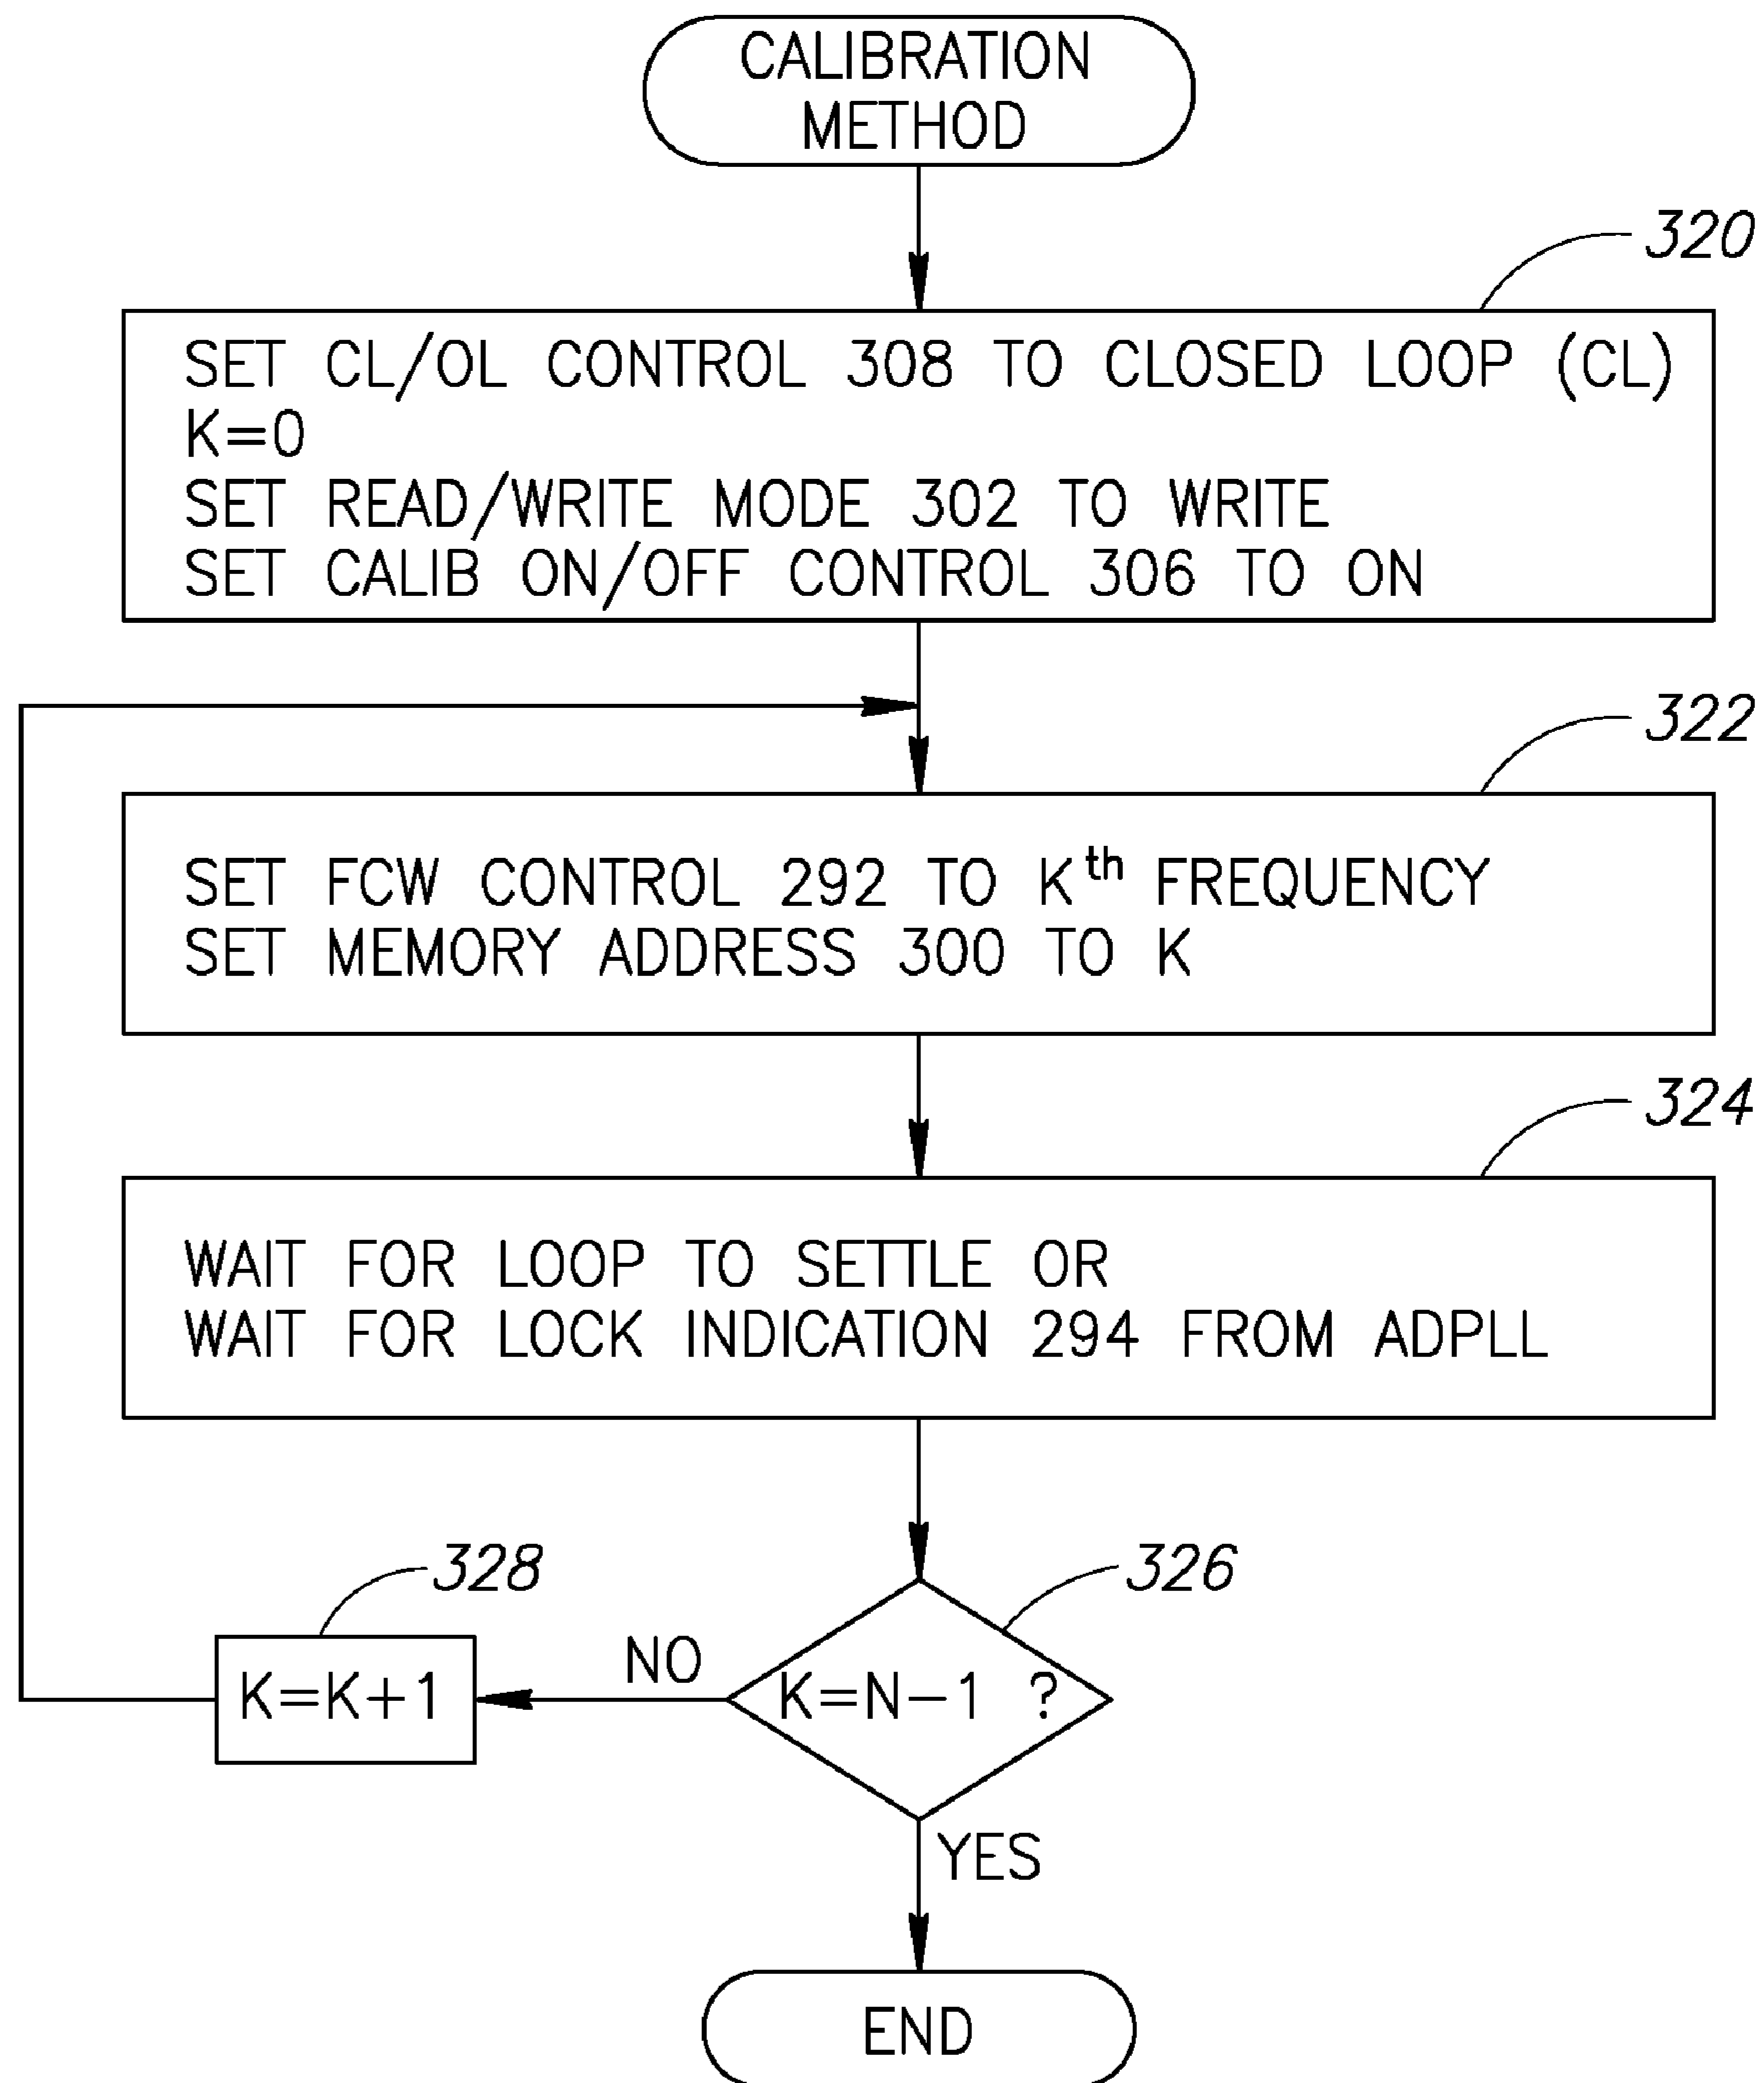 CALIBRATION
METHOD
320
SET CL/OL CONTROL 308 TO CLOSED LOOP (CL)
K=0
SET READ/WRITE MODE 302 TO WRITE
SET CALIB ON/OFF CONTROL 306 TO ON
322
SET FCW CONTROL 292 TO Kth FREQUENCY
SET MEMORY ADDRESS 300 TO K
324
WAIT FOR LOOP TO SETTLE OR
WAIT FOR LOCK INDICATION 294 FROM ADPLL
328
326
K=K+1
NO
K=N-1 ?
YES
END